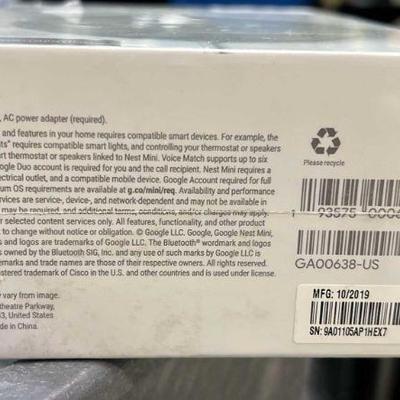 , AC power adapter (required).
and features in your home requires compatible smart devices. For example, the
ts" requires compatible smart lights, and controlling your thermostat or speakers
rt thermostat or speakers linked to Nest Mini. Voice Match supports up to six
ogle Duo account required for you and the call recipient. Nest Mini requires a
ectrical outlet, and a compatible mobile device. Google Account required for full
um OS requirements are available at g.co/mini/req. Availability and performance
services are service-, device-, and network-dependent and may not be available in
may be required, and additional terms, conditions, and/or charges may apply.
r selected content services only. All features, functionality, and other product
to change without notice or obligation. © Google LLC. Google, Google Nest Mini,
s and logos are trademarks of Google LLC. The Bluetooth® wordmark and logos
s owned by the Bluetooth SIG, Inc. and any use of such marks by Google LLC is
emarks and trade names are those of their respective owners. All rights reserved.
stered trademark of Cisco in the U.S. and other countries and is used under license.
y vary from image.
theatre Parkway,
3, United States
Please recycle
1 93575 0006
GA00638-US
MFG: 10/2019
SN: 9A01105AP1HEX7